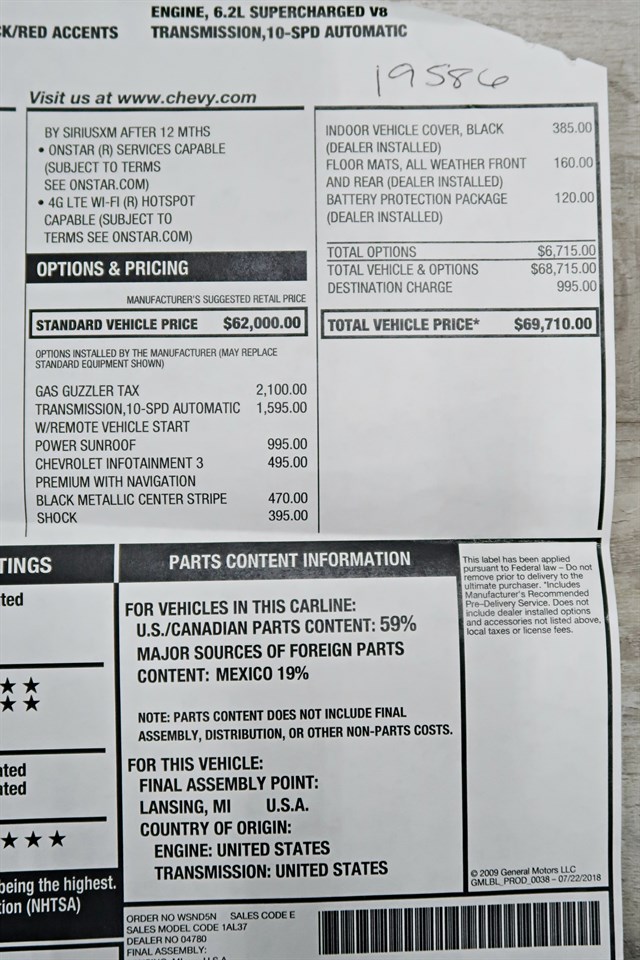 ENGINE, 6.2L SUPERCHARGED V8
K/RED ACCENTS TRANSMISSION,10-SPD AUTOMATIC
19586
Visit us at www.chevy.com
BY SIRIUSXM AFTER 12 MTHS
• ONSTAR (R) SERVICES CAPABLE
(SUBJECT TO TERMS
SEE ONSTAR.COM)
• 4G LTE WI-FI (R) HOTSPOT
CAPABLE (SUBJECT TO
TERMS SEE ONSTAR.COM)
OPTIONS & PRICING
MANUFACTURER'S SUGGESTED RETAIL PRICE
STANDARD VEHICLE PRICE $62,000.00
OPTIONS INSTALLED BY THE MANUFACTURER (MAY REPLACE
STANDARD EQUIPMENT SHOWN)
GAS GUZZLER TAX 2,100.00
TRANSMISSION,10-SPD AUTOMATIC 1,595.00
W/REMOTE VEHICLE START
POWER SUNROOF 995.00
CHEVROLET INFOTAINMENT 3 495.00
PREMIUM WITH NAVIGATION
BLACK METALLIC CENTER STRIPE 470.00
SHOCK 395.00
INDOOR VEHICLE COVER, BLACK 385.00
(DEALER INSTALLED)
FLOOR MATS, ALL WEATHER FRONT 160.00
AND REAR (DEALER INSTALLED)
BATTERY PROTECTION PACKAGE 120.00
(DEALER INSTALLED)
TOTAL OPTIONS $6,715.00
TOTAL VEHICLE & OPTIONS $68,715.00
DESTINATION CHARGE 995.00
TOTAL VEHICLE PRICE* $69,710.00
TINGS
ted
★★
★★
ated
ated
★★★
being the highest.
tion (NHTSA)
PARTS CONTENT INFORMATION
FOR VEHICLES IN THIS CARLINE:
U.S./CANADIAN PARTS CONTENT: 59%
MAJOR SOURCES OF FOREIGN PARTS
CONTENT: MEXICO 19%
NOTE: PARTS CONTENT DOES NOT INCLUDE FINAL
ASSEMBLY, DISTRIBUTION, OR OTHER NON-PARTS COSTS.
FOR THIS VEHICLE:
FINAL ASSEMBLY POINT:
LANSING, MI U.S.A.
COUNTRY OF ORIGIN:
ENGINE: UNITED STATES
TRANSMISSION: UNITED STATES
This label has been applied
pursuant to Federal law – Do not
remove prior to delivery to the
ultimate purchaser. *Includes
Manufacturer's Recommended
Pre-Delivery Service. Does not
include dealer installed options
and accessories not listed above,
local taxes or license fees.
© 2009 General Motors LLC
GMLBL_PROD_0038 – 07/22/2018
ORDER NO WSND5N SALES CODE E
SALES MODEL CODE 1AL37
DEALER NO 04780
FINAL ASSEMBLY: